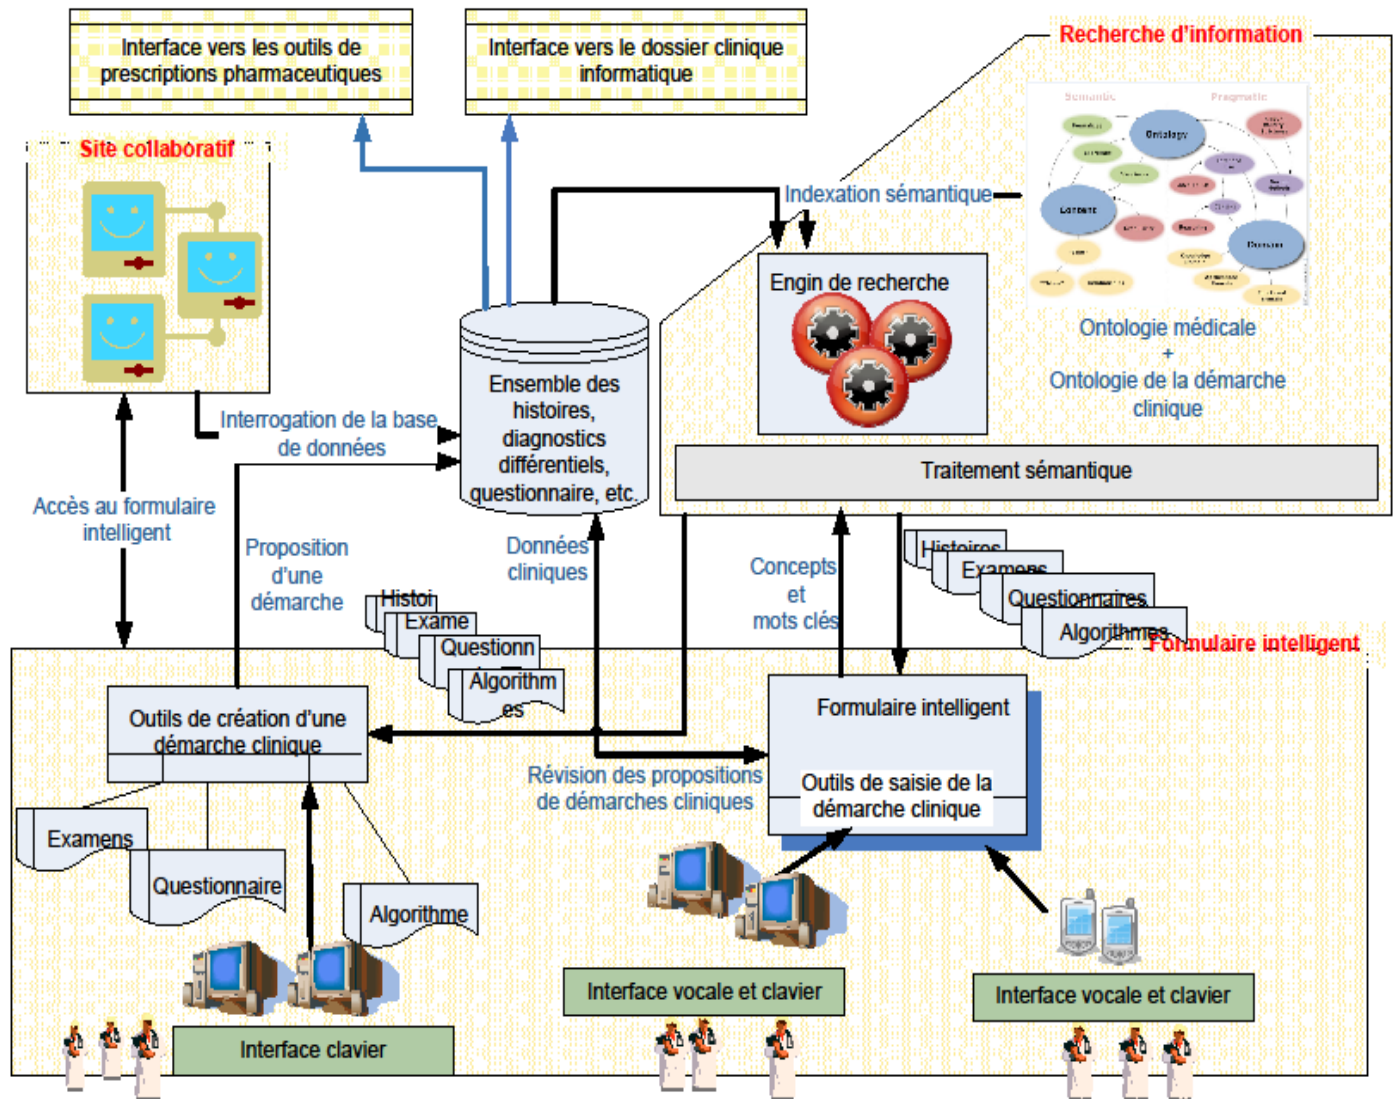 Interface vers les outils de
prescriptions pharmaceutiques
Interface vers le dossier clinique
informatique
Recherche d'information
Semantic
Pragmatic
Ontology
Content
Domain
Site collaboratif
Indexation sémantique
Engin de recherche
Ontologie médicale
+
Ontologie de la démarche
clinique
Ensemble des
histoires,
diagnostics
différentiels,
questionnaire, etc.
Interrogation de la base
de données
Traitement sémantique
Accès au formulaire
intelligent
Proposition
d'une
démarche
Données
cliniques
Concepts
et
mots clés
Histoires
Examens
Questionnaires
Algorithmes
Histoi
Exame
Questionn
Algorithm
es
Formulaire intelligent
Outils de création d'une
démarche clinique
Formulaire intelligent
Outils de saisie de la
démarche clinique
Révision des propositions
de démarches cliniques
Examens
Questionnaire
Algorithme
Interface vocale et clavier
Interface vocale et clavier
Interface clavier